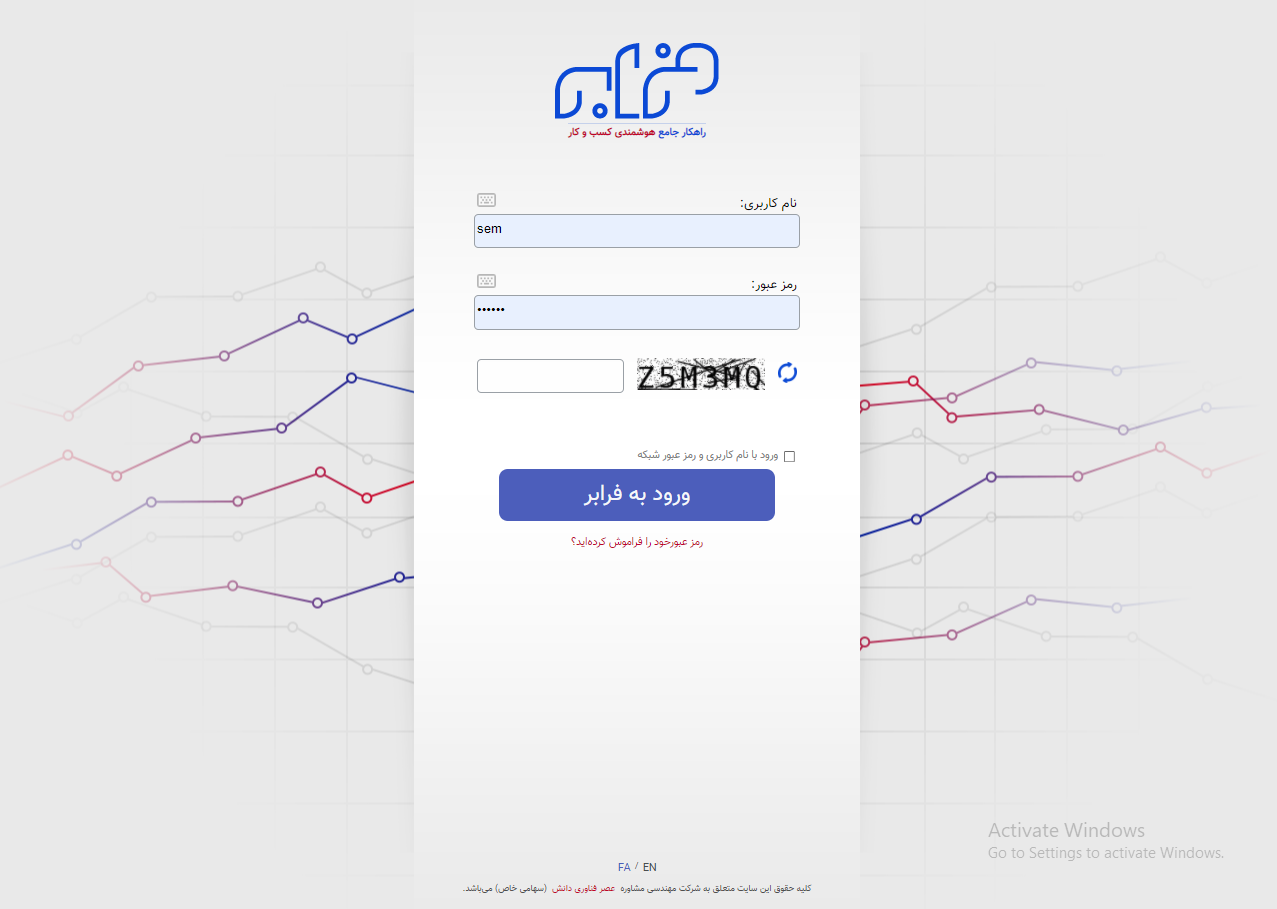 فرابر
راهکار جامع هوشمندی کسب و کار
نام کاربری:
sem
رمز عبور:
••••••
Z5M3MQ
ورود با نام کاربری و رمز عبور شبکه
ورود به فرابر
رمز عبورخود را فراموش کرده‌اید؟
Activate Windows
Go to Settings to activate Windows.
FA / EN
کلیه حقوق این سایت متعلق به شرکت مهندسی مشاوره عصر فناوری دانش (سهامی خاص) می‌باشد.